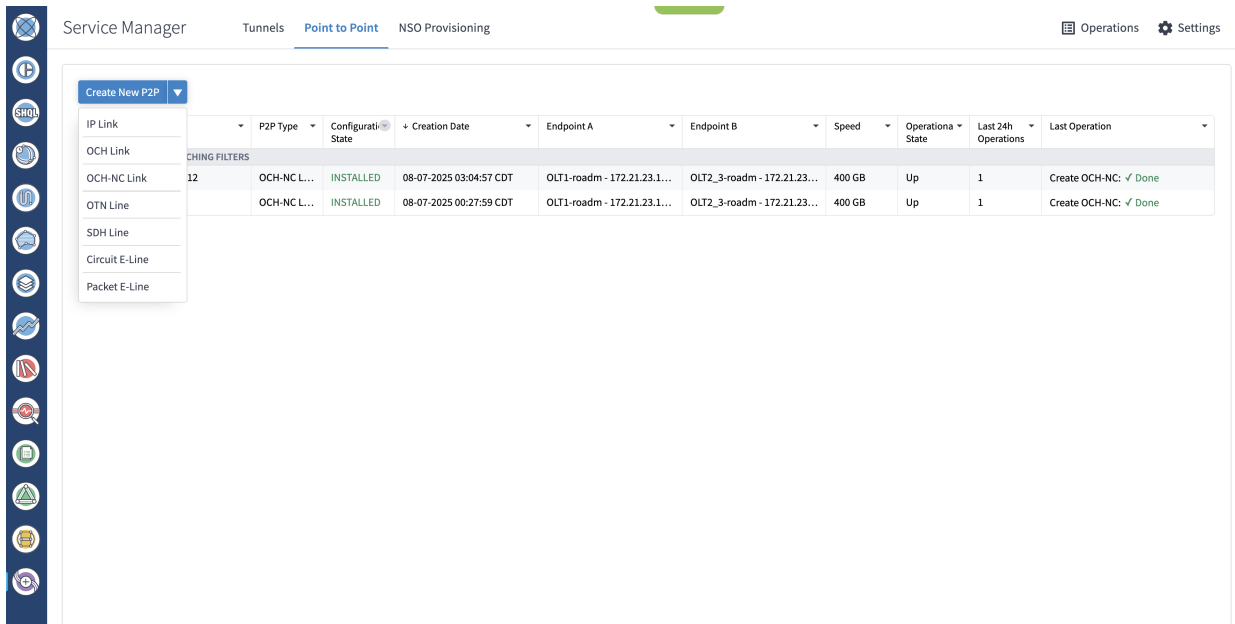 Service Manager
Tunnels
Point to Point
NSO Provisioning
Operations
Settings
Create New P2P
IP Link
OCH Link
OCH-NC Link
OTN Line
SDH Line
Circuit E-Line
Packet E-Line
SHQL
P2P Type
Configurati
State
↓ Creation Date
Endpoint A
Endpoint B
Speed
Operationa
State
Last 24h
Operations
Last Operation
CHING FILTERS
12 OCH-NC L... INSTALLED 08-07-2025 03:04:57 CDT OLT1-roadm - 172.21.23.1... OLT2_3-roadm - 172.21.23... 400 GB Up 1 Create OCH-NC: ✓ Done
OCH-NC L... INSTALLED 08-07-2025 00:27:59 CDT OLT1-roadm - 172.21.23.1... OLT2_3-roadm - 172.21.23... 400 GB Up 1 Create OCH-NC: ✓ Done